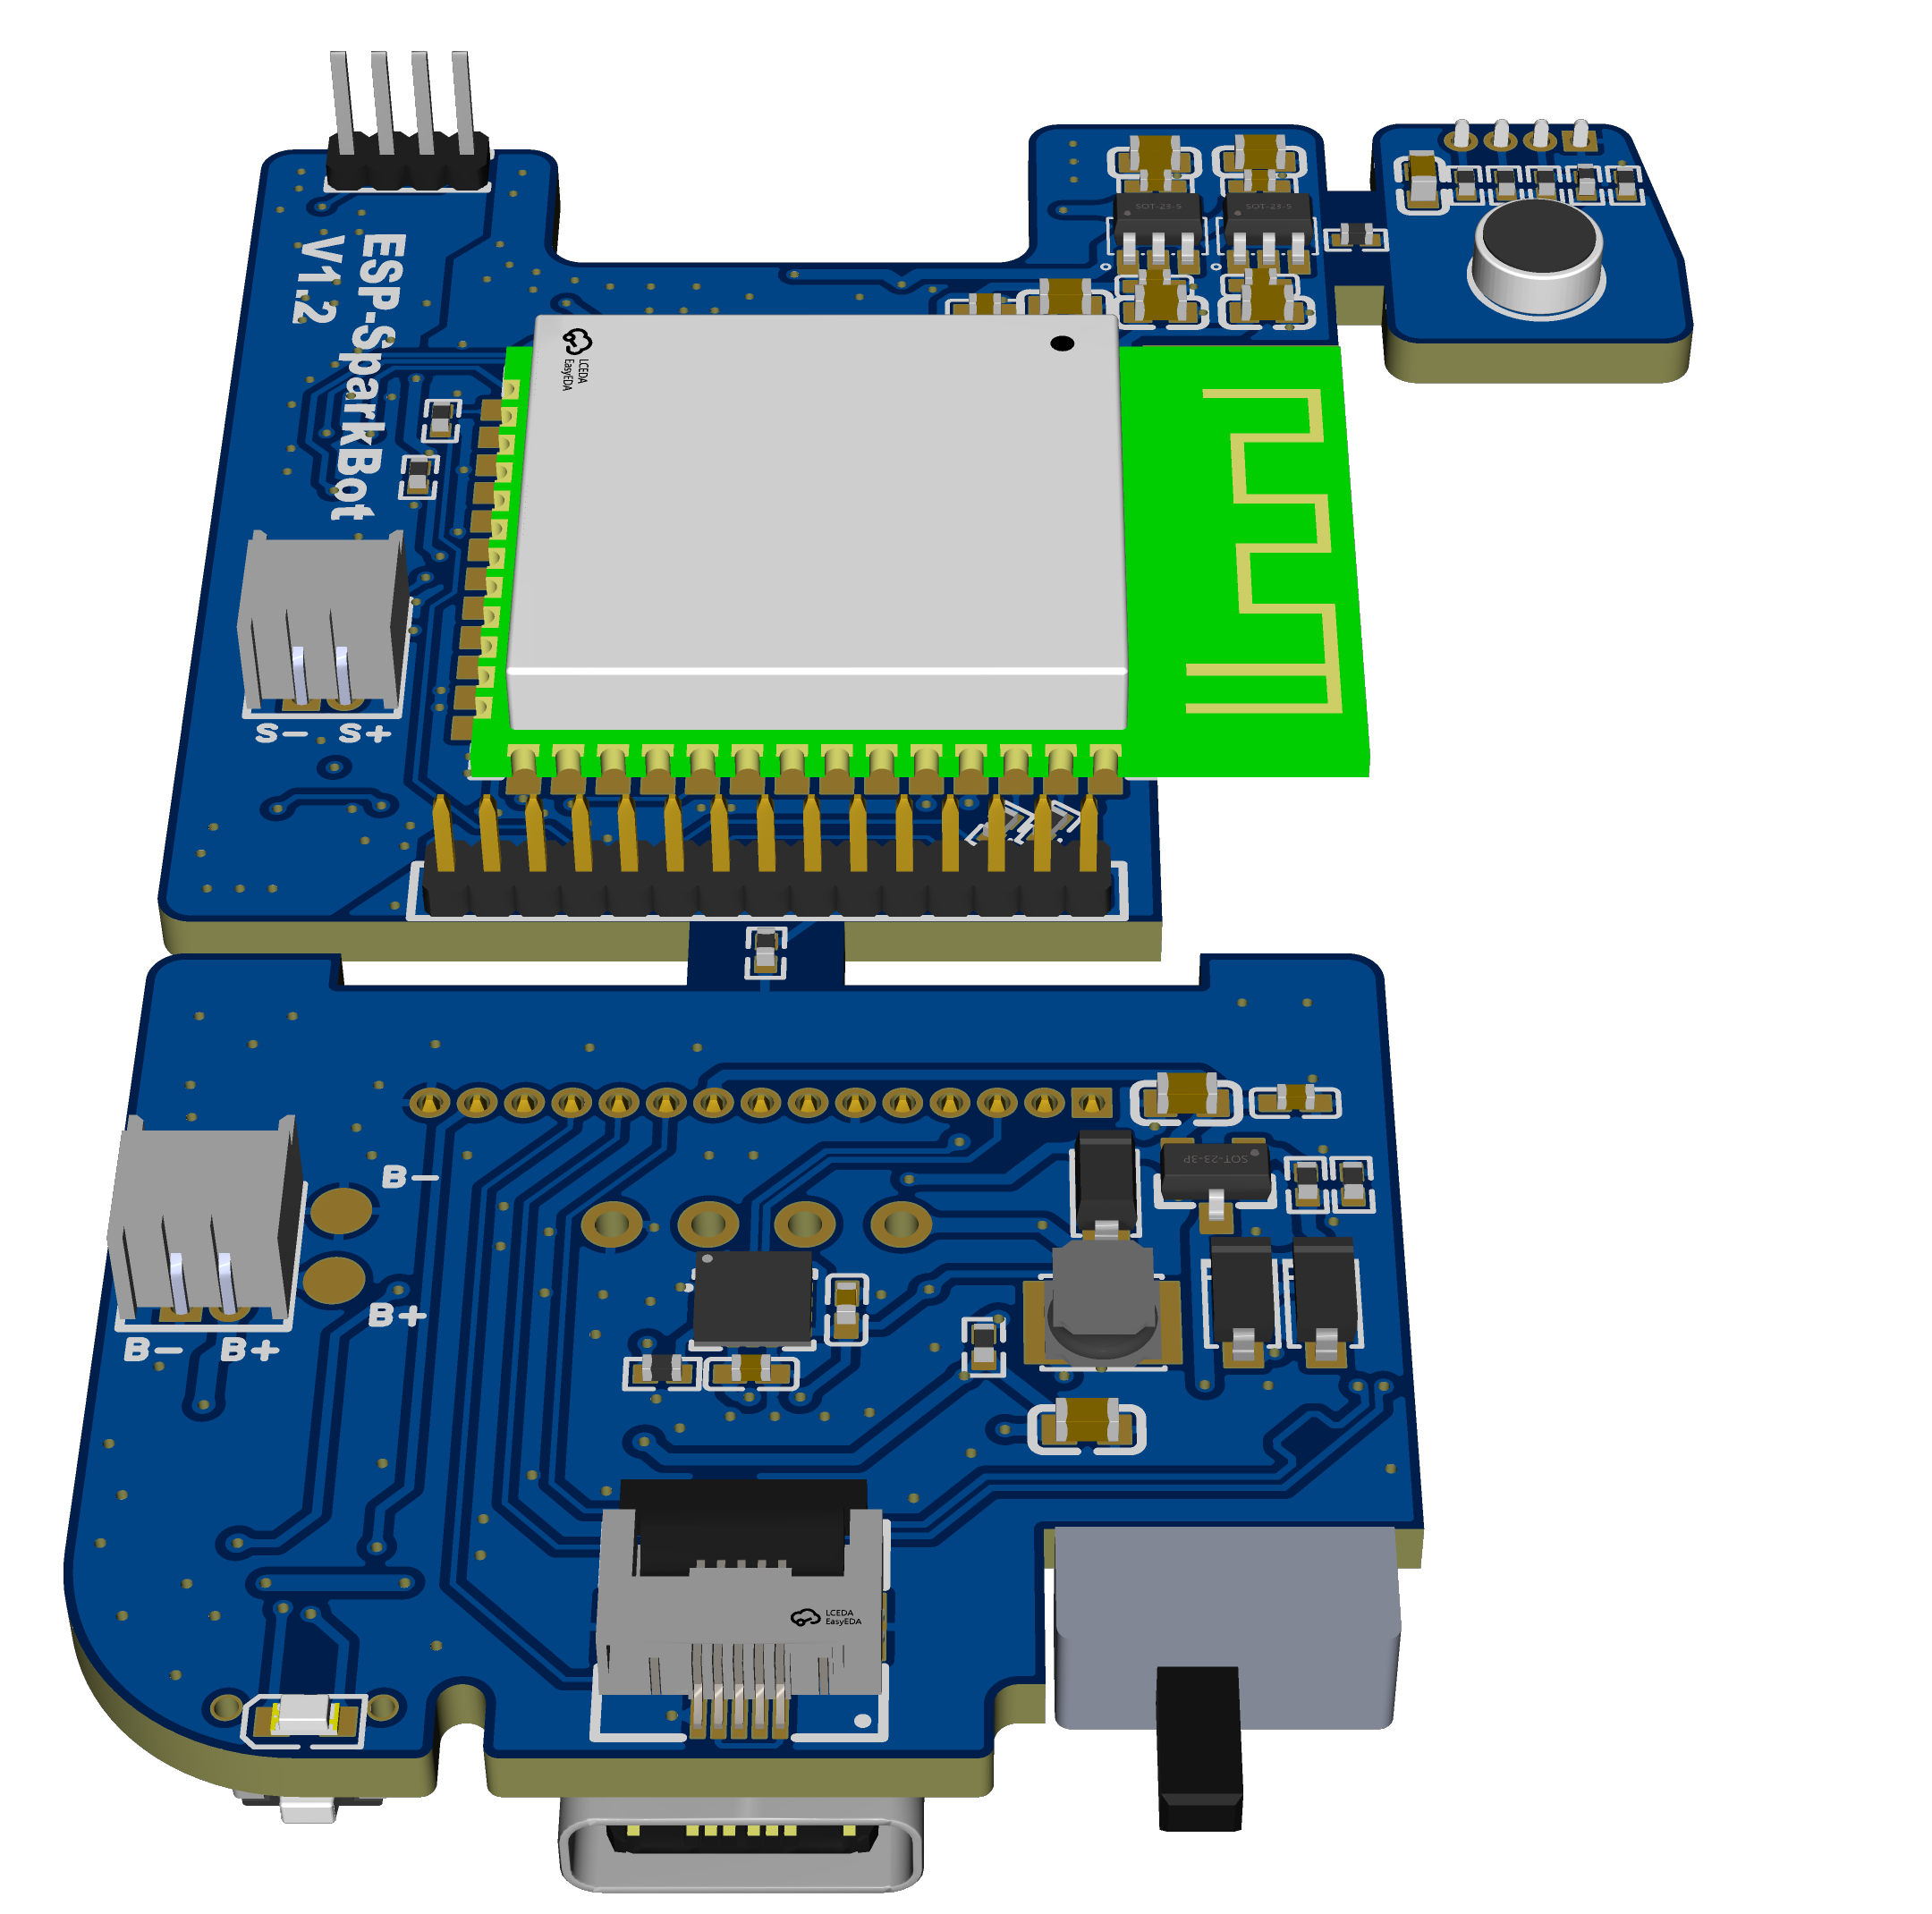 ESP-SparkBot
V1.2
SOT-23-5
SOT-23-5
LCEDA
EasyEDA
S- S+
B-
SOT-23-3P
B+
B- B+
LCEDA
EasyEDA